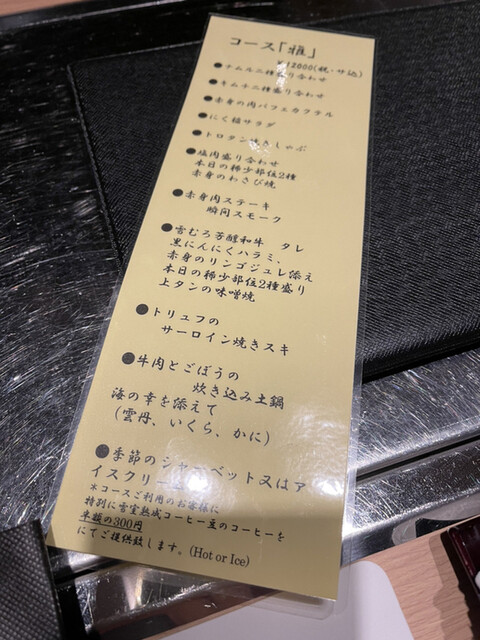 コース「雅」
¥12000(税・サ込)
●ナムル三種盛り合わせ
●キムチ三種盛り合わせ
●赤身の肉パフェカクテル
●にく福サラダ
●トロタン焼きしゃぶ
●塩肉盛り合わせ
本日の稀少部位2種
赤身のわさび焼
●赤身肉ステーキ
瞬間スモーク
●雪むろ芳醇和牛 タレ
黒にんにくハラミ、
赤身のリンゴジュレ添え
本日の稀少部位2種盛り
上タンの味噌焼
●トリュフの
サーロイン焼きスキ
●牛肉とごぼうの
炊き込み土鍋
海の幸を添えて
(雲丹、いくら、かに)
●季節のシャーベット又はア
イスクリーム
*コースご利用のお客様に
特別に雪室熟成コーヒー豆のコーヒーを
半額の300円
にてご提供致します。(Hot or Ice)